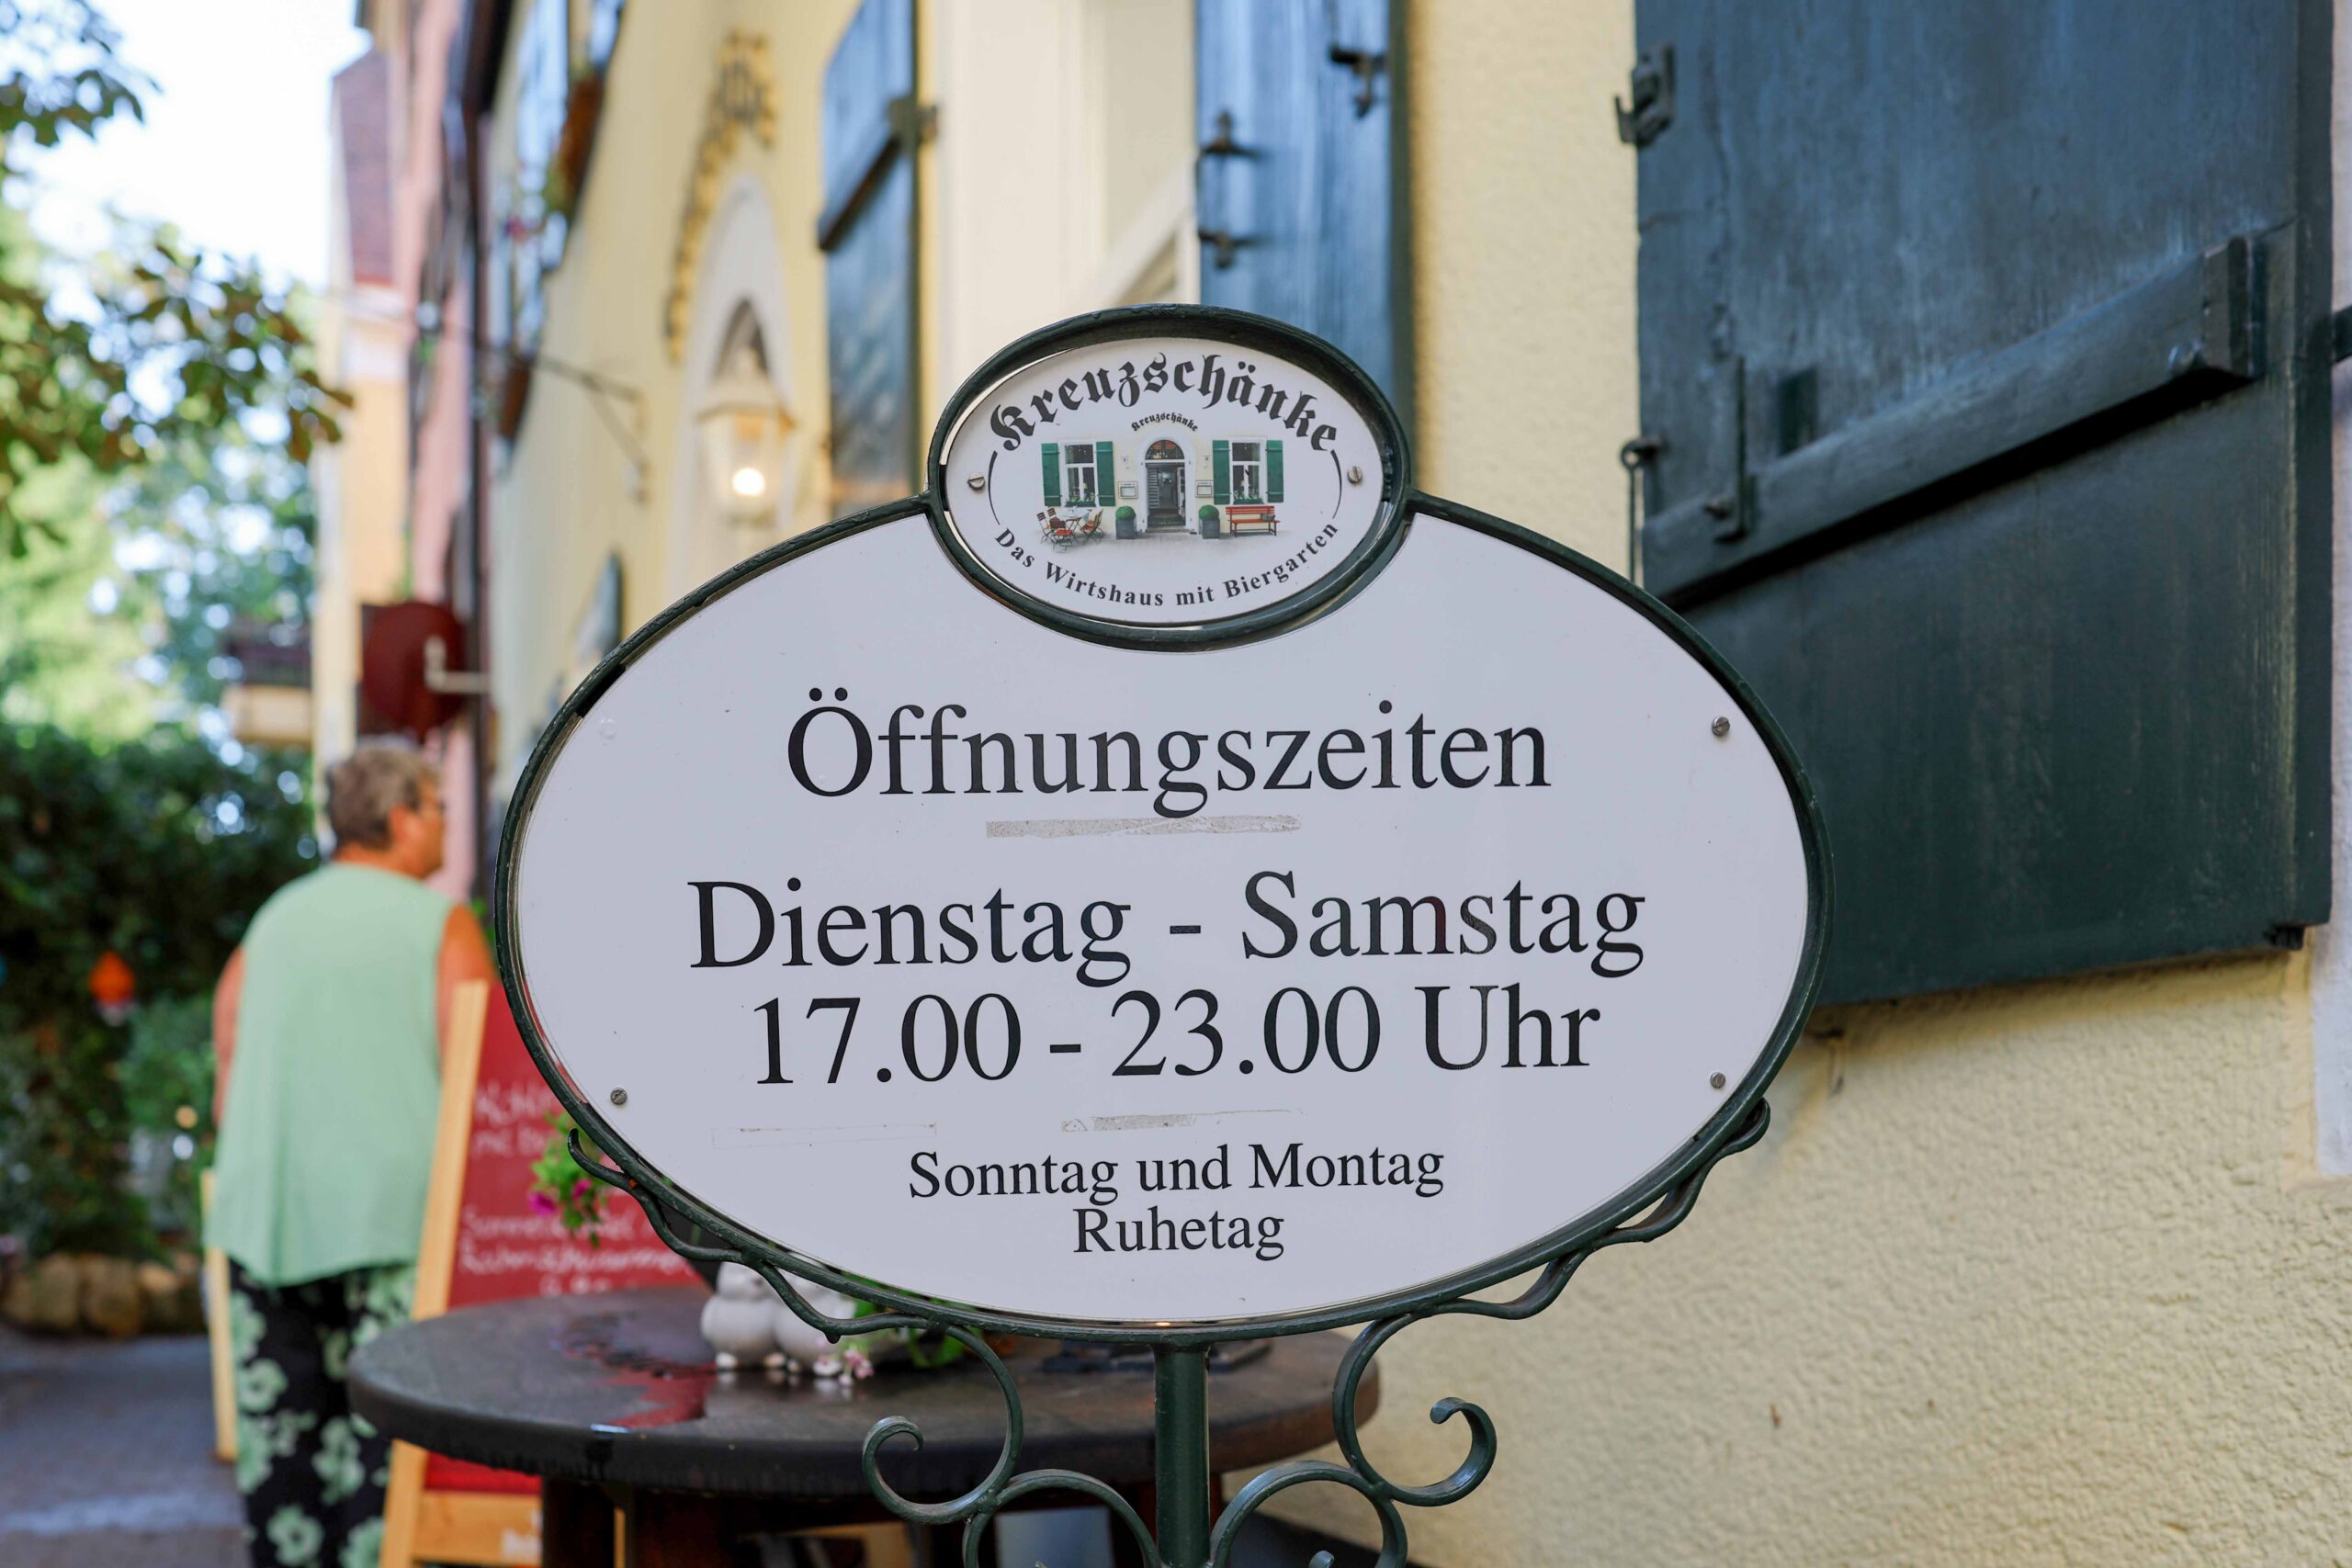 Kreuzschänke
Kreuzschänke
Das Wirtshaus mit Biergarten
Öffnungszeiten
Dienstag - Samstag
17.00 - 23.00 Uhr
Sonntag und Montag
Ruhetag